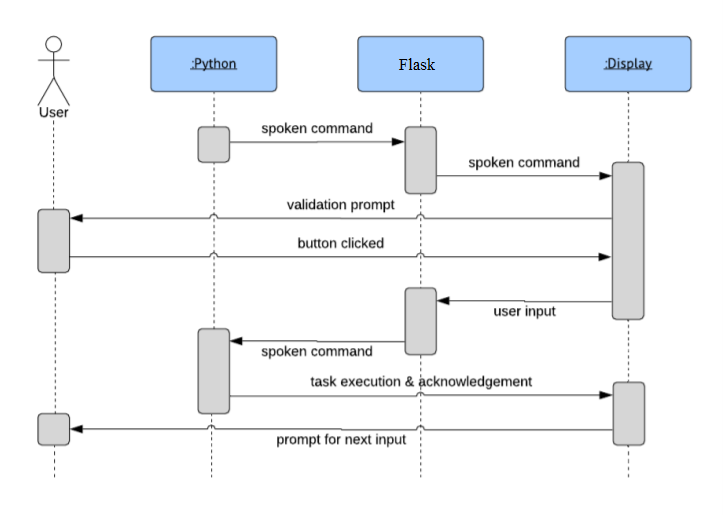 :Python
Flask
:Display
User
spoken command
spoken command
validation prompt
button clicked
user input
spoken command
task execution & acknowledgement
prompt for next input